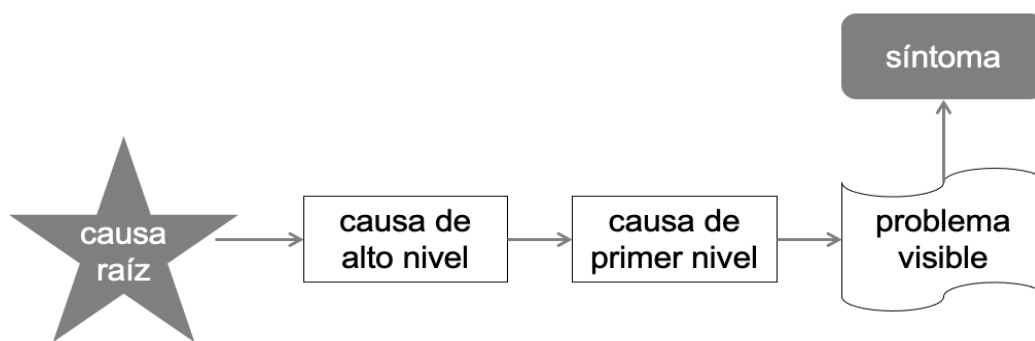 síntoma
causa
raíz
causa de
alto nivel
causa de
primer nivel
problema
visible